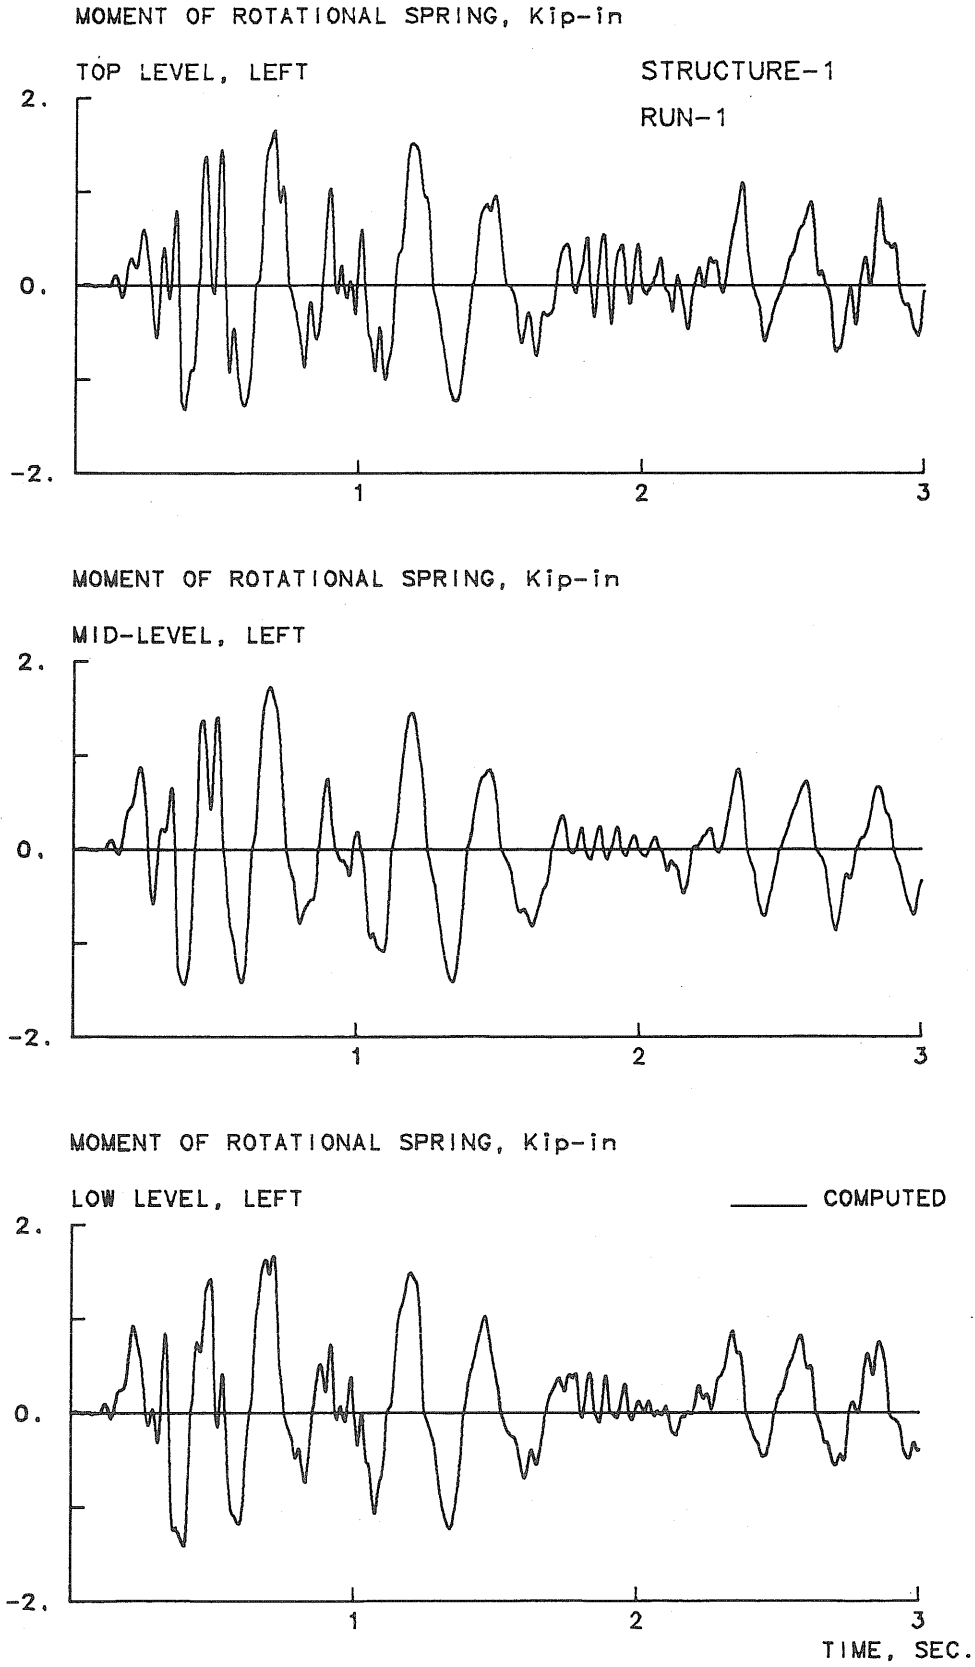 MOMENT OF ROTATIONAL SPRING, Kip-in
TOP LEVEL, LEFT
STRUCTURE-1
RUN-1
2.
0.
-2.
1
2
3
MOMENT OF ROTATIONAL SPRING, Kip-in
MID-LEVEL, LEFT
2.
0.
-2.
1
2
3
MOMENT OF ROTATIONAL SPRING, Kip-in
LOW LEVEL, LEFT
COMPUTED
2.
0.
-2.
1
2
3
TIME, SEC.